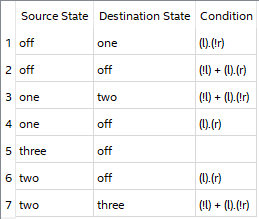 Source State Destination State Condition
1 off one (l).(!r)
2 off off (!l) + (l).(r)
3 one two (!l) + (l).(!r)
4 one off (l).(r)
5 three off
6 two off (l).(r)
7 two three (!l) + (l).(!r)